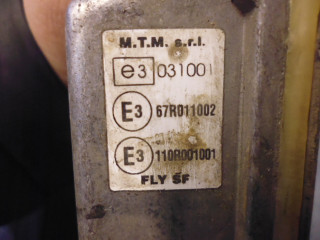 M.T.M. s.r.l.
e3 031001
E3 67R011002
E3 110R001001
FLY SF